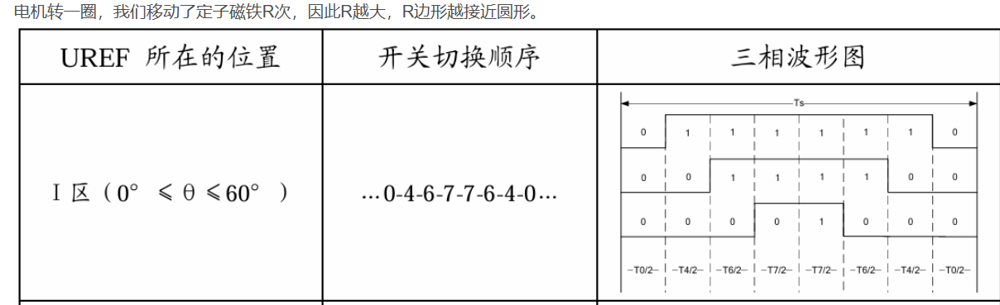 电机转一圈，我们移动了定子磁铁R次，因此R越大，R边形越接近圆形。
UREF 所在的位置 开关切换顺序 三相波形图
Ts
0 1 1 1 1 1 1 0
0 0 1 1 1 1 0 0
Ⅰ区（0° ≤θ≤60° ） …0-4-6-7-7-6-4-0…
0 0 0 0 1 0 0 0
T0/2 T4/2 T6/2 T7/2 T7/2 T6/2 T4/2 T0/2